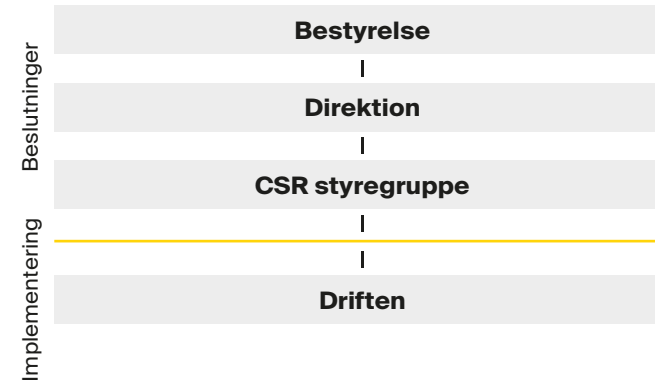 Beslutninger
Bestyrelse
Direktion
CSR styregruppe
Implementering
Driften